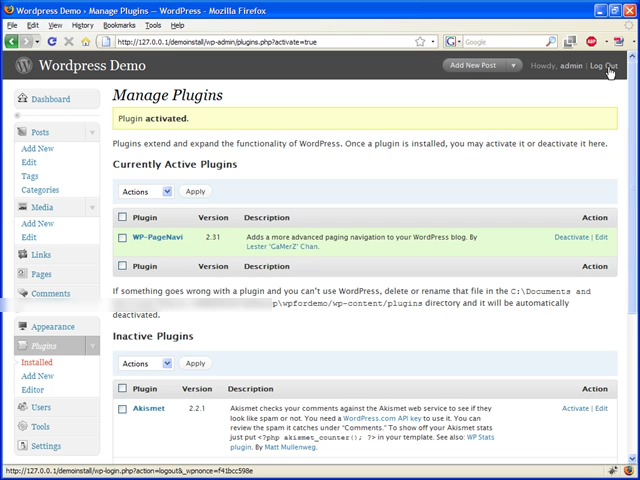 Wordpress Demo › Manage Plugins — WordPress - Mozilla Firefox
File Edit View History Bookmarks Tools Help
http://127.0.0.1/demoinstall/wp-admin/plugins.php?activate=true
Google
ABP
Wordpress Demo
Add New Post
Howdy, admin | Log Out
Dashboard
Posts
Add New
Edit
Tags
Categories
Media
Add New
Edit
Links
Pages
Comments
Appearance
Plugins
Installed
Add New
Editor
Users
Tools
Settings
Manage Plugins
Plugin activated.
Plugins extend and expand the functionality of WordPress. Once a plugin is installed, you may activate it or deactivate it here.
Currently Active Plugins
Actions Apply
Plugin Version Description Action
WP-PageNavi 2.31 Adds a more advanced paging navigation to your WordPress blog. By Deactivate | Edit
Lester 'GaMerZ' Chan.
Plugin Version Description Action
If something goes wrong with a plugin and you can't use WordPress, delete or rename that file in the C:\Documents and
p\wpfordemo/wp-content/plugins directory and it will be automatically
deactivated.
Inactive Plugins
Actions Apply
Plugin Version Description Action
Akismet 2.2.1 Akismet checks your comments against the Akismet web service to see if they Activate | Edit
look like spam or not. You need a WordPress.com API key to use it. You can
review the spam it catches under "Comments." To show off your Akismet stats
just put <?php akismet_counter(); ?> in your template. See also: WP Stats
plugin. By Matt Mullenweg.
http://127.0.0.1/demoinstall/wp-login.php?action=logout&_wpnonce=f41bcc598e